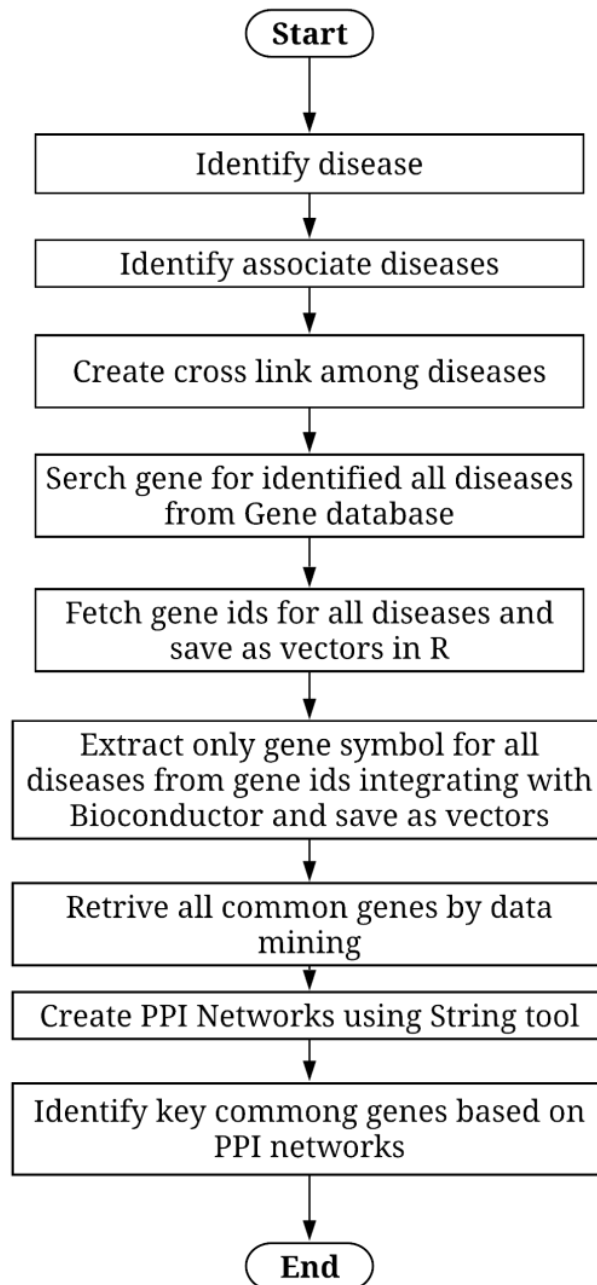 Start
Identify disease
Identify associate diseases
Create cross link among diseases
Serch gene for identified all diseases
from Gene database
Fetch gene ids for all diseases and
save as vectors in R
Extract only gene symbol for all
diseases from gene ids integrating with
Bioconductor and save as vectors
Retrive all common genes by data
mining
Create PPI Networks using String tool
Identify key commong genes based on
PPI networks
End